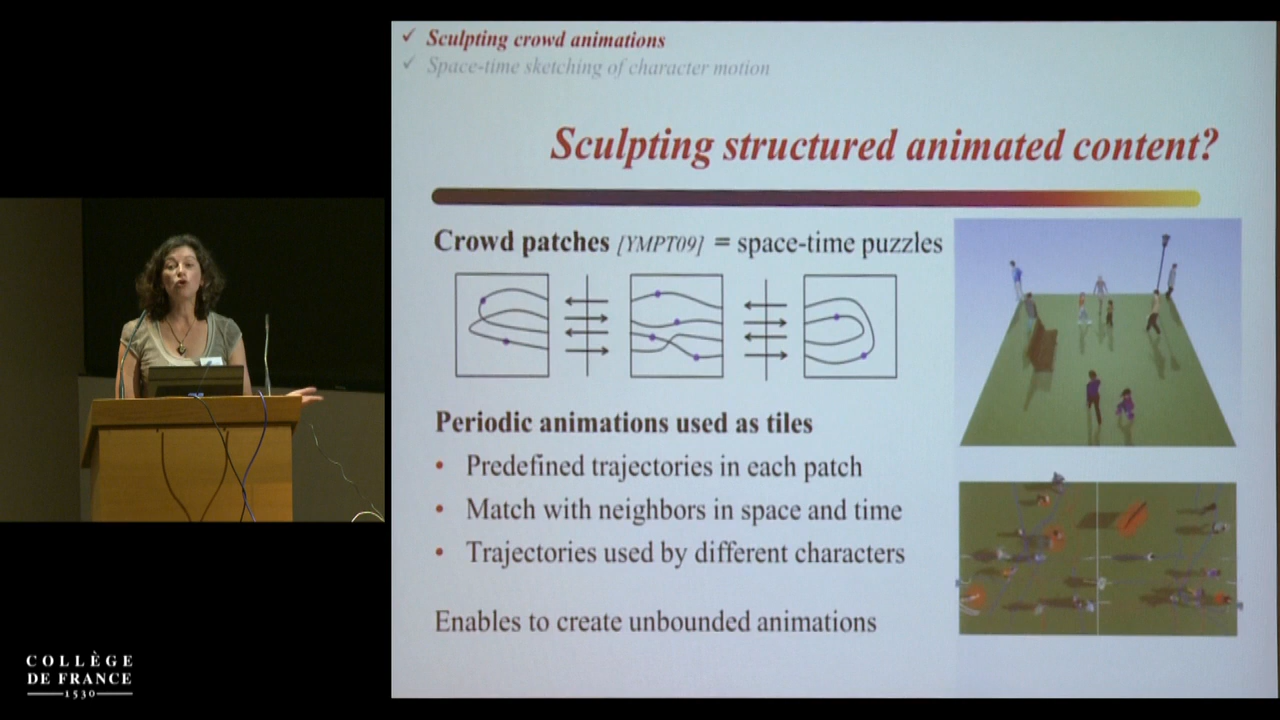 ✓ Sculpting crowd animations
✓ Space-time sketching of character motion
Sculpting structured animated content?
Crowd patches [YMPT09] = space-time puzzles
Periodic animations used as tiles
• Predefined trajectories in each patch
• Match with neighbors in space and time
• Trajectories used by different characters
Enables to create unbounded animations
COLLÈGE
DE FRANCE
1530